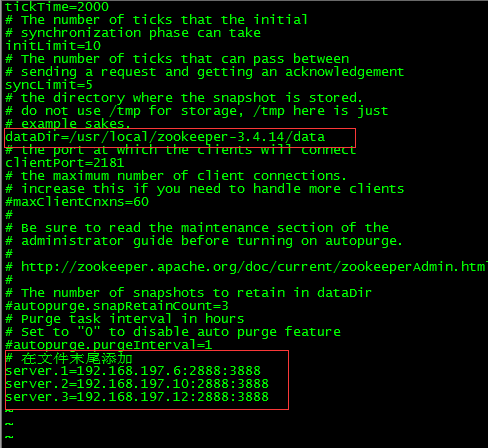 tickTime=2000
# The number of ticks that the initial
# synchronization phase can take
initLimit=10
# The number of ticks that can pass between
# sending a request and getting an acknowledgement
syncLimit=5
# the directory where the snapshot is stored.
# do not use /tmp for storage, /tmp here is just
# example sakes.
dataDir=/usr/local/zookeeper-3.4.14/data
# the port at which the clients will connect
clientPort=2181
# the maximum number of client connections.
# increase this if you need to handle more clients
#maxClientCnxns=60
#
# Be sure to read the maintenance section of the
# administrator guide before turning on autopurge.
#
# http://zookeeper.apache.org/doc/current/zookeeperAdmin.html
#
# The number of snapshots to retain in dataDir
#autopurge.snapRetainCount=3
# Purge task interval in hours
# Set to "0" to disable auto purge feature
#autopurge.purgeInterval=1
# 在文件末尾添加
server.1=192.168.197.6:2888:3888
server.2=192.168.197.10:2888:3888
server.3=192.168.197.12:2888:3888
~
~
~